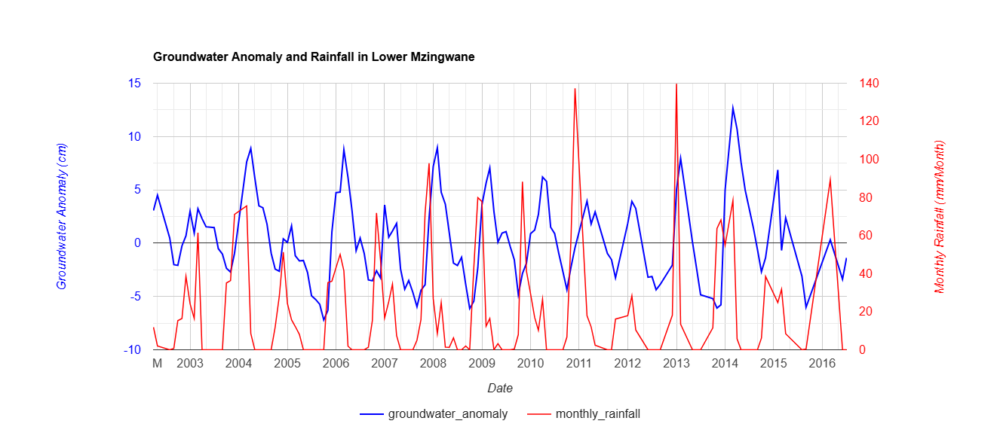 Groundwater Anomaly and Rainfall in Lower Mzingwane
15 140
120
10 100
5 80
60
0
40
-5 20
-10 0
Groundwater Anomaly (cm)
Monthly Rainfall (mm/Month)
M 2003 2004 2005 2006 2007 2008 2009 2010 2011 2012 2013 2014 2015 2016
Date
groundwater_anomaly monthly_rainfall